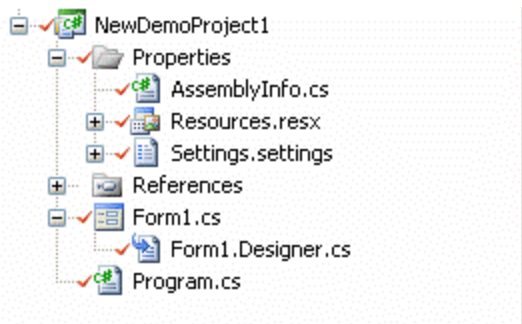 NewDemoProject1
Properties
AssemblyInfo.cs
Resources.resx
Settings.settings
References
Form1.cs
Form1.Designer.cs
Program.cs